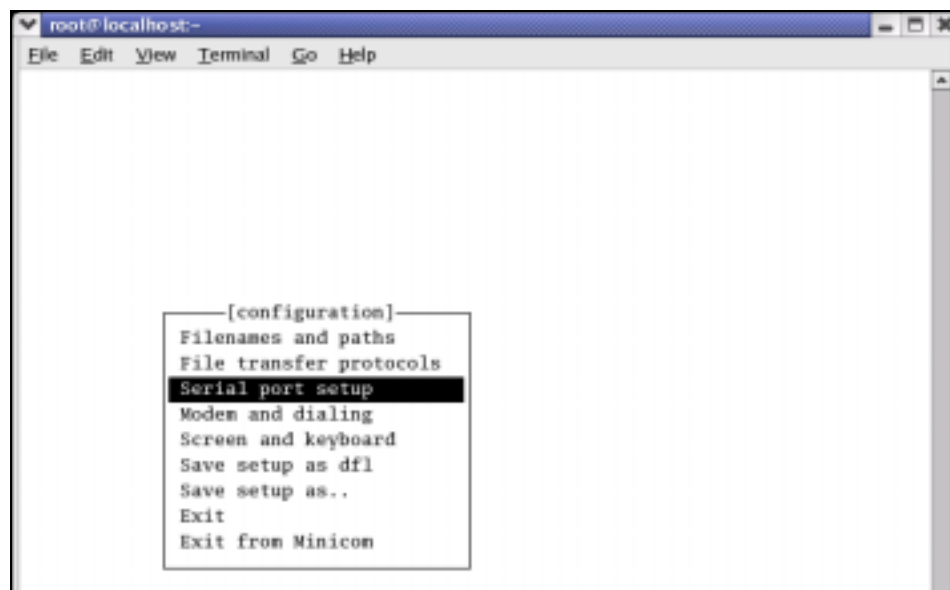 root@localhost:~
File Edit View Terminal Go Help
[configuration]
Filenames and paths
File transfer protocols
Serial port setup
Modem and dialing
Screen and keyboard
Save setup as dfl
Save setup as..
Exit
Exit from Minicom